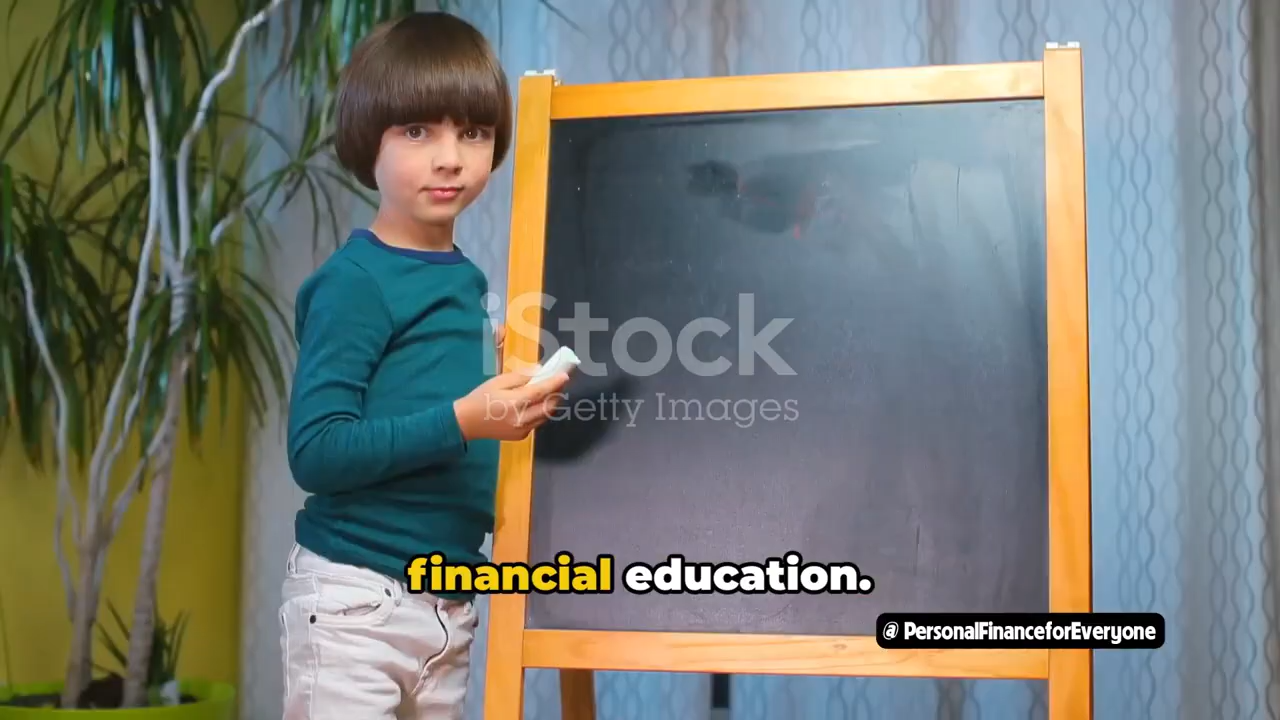 iStock
by Getty Images
financial education.
@ PersonalFinanceforEveryone